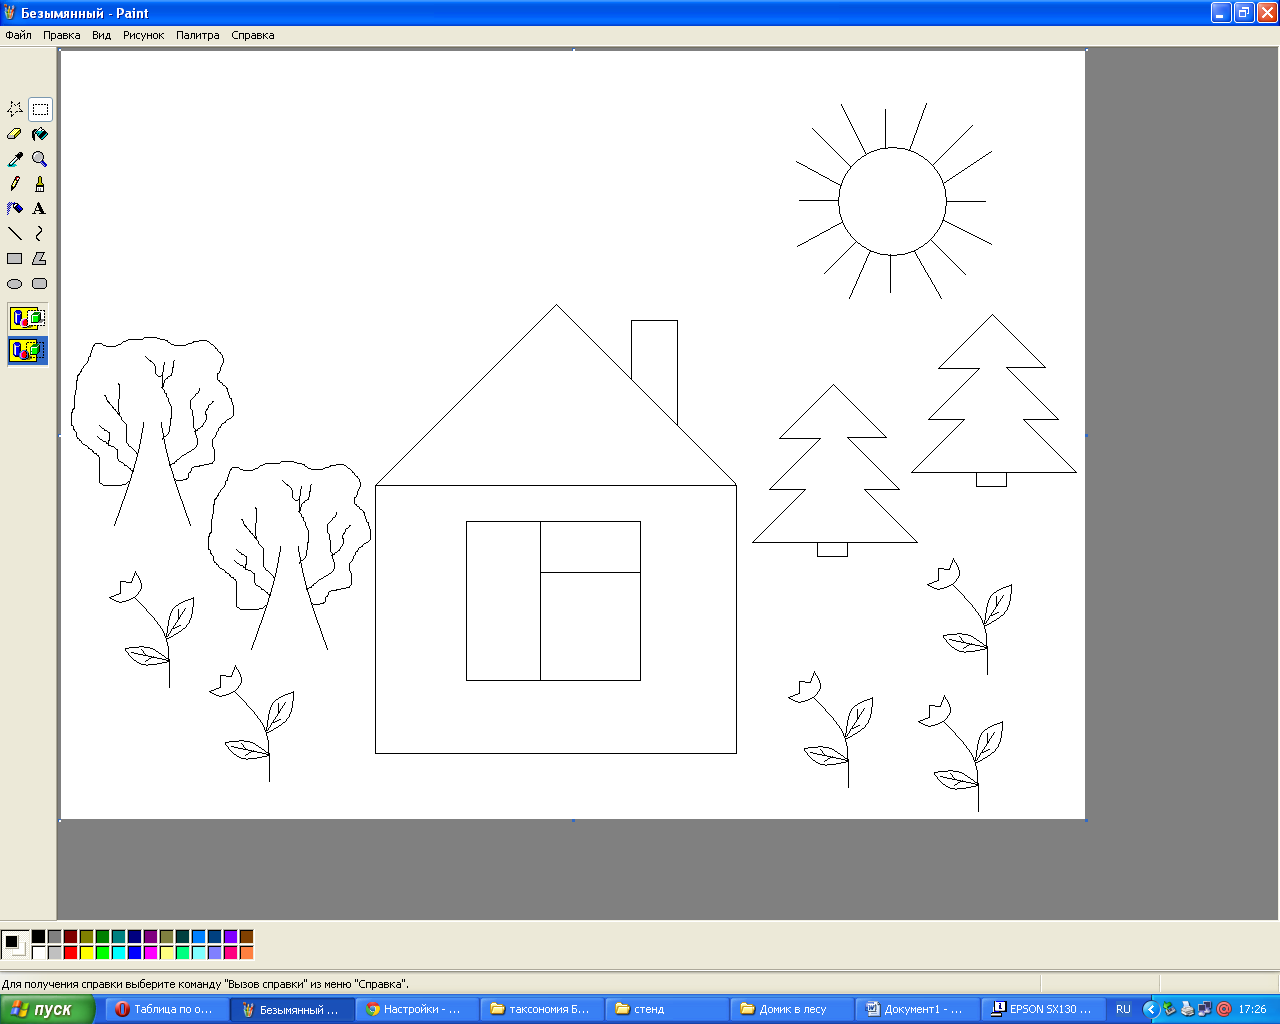 Безымянный - Paint
Файл Правка Вид Рисунок Палитра Справка
A
Для получения справки выберите команду "Вызов справки" из меню "Справка".
пуск
Таблица по о...
Безымянный ...
Настройки - ...
таксономия Б...
стенд
Домик в лесу
Документ1 - ...
EPSON SX130 ...
RU
17:26